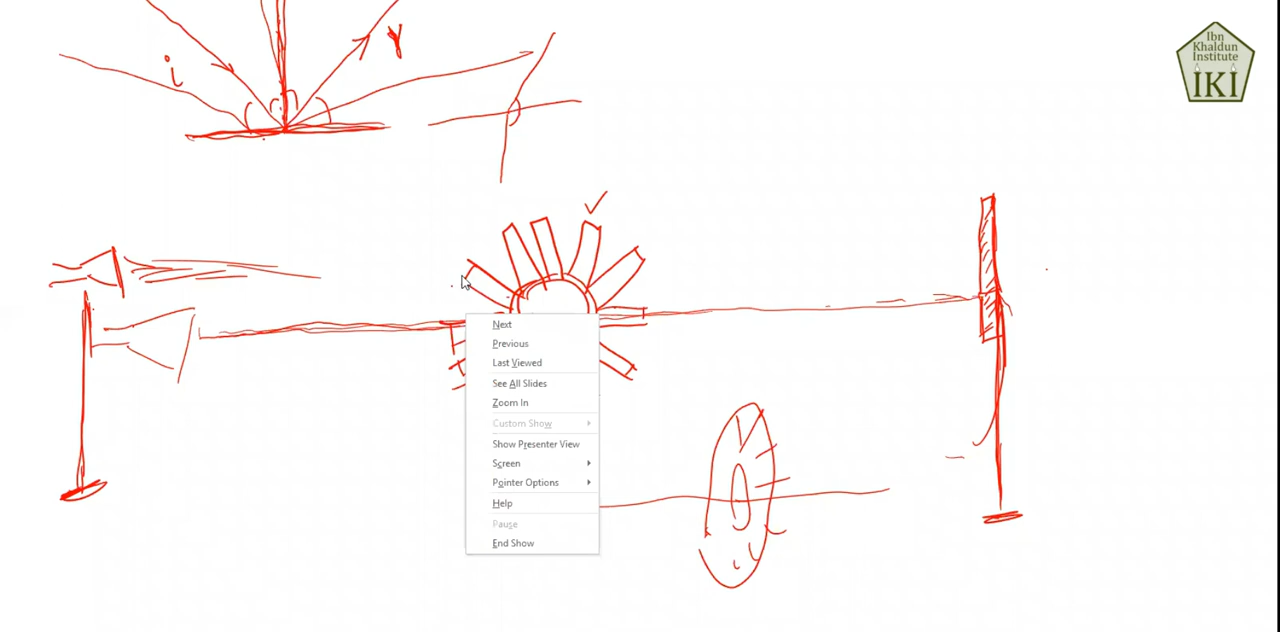 Ibn
Khaldun
Institute
IKI
i
r
Next
Previous
Last Viewed
See All Slides
Zoom In
Custom Show
Show Presenter View
Screen
Pointer Options
Help
Pause
End Show